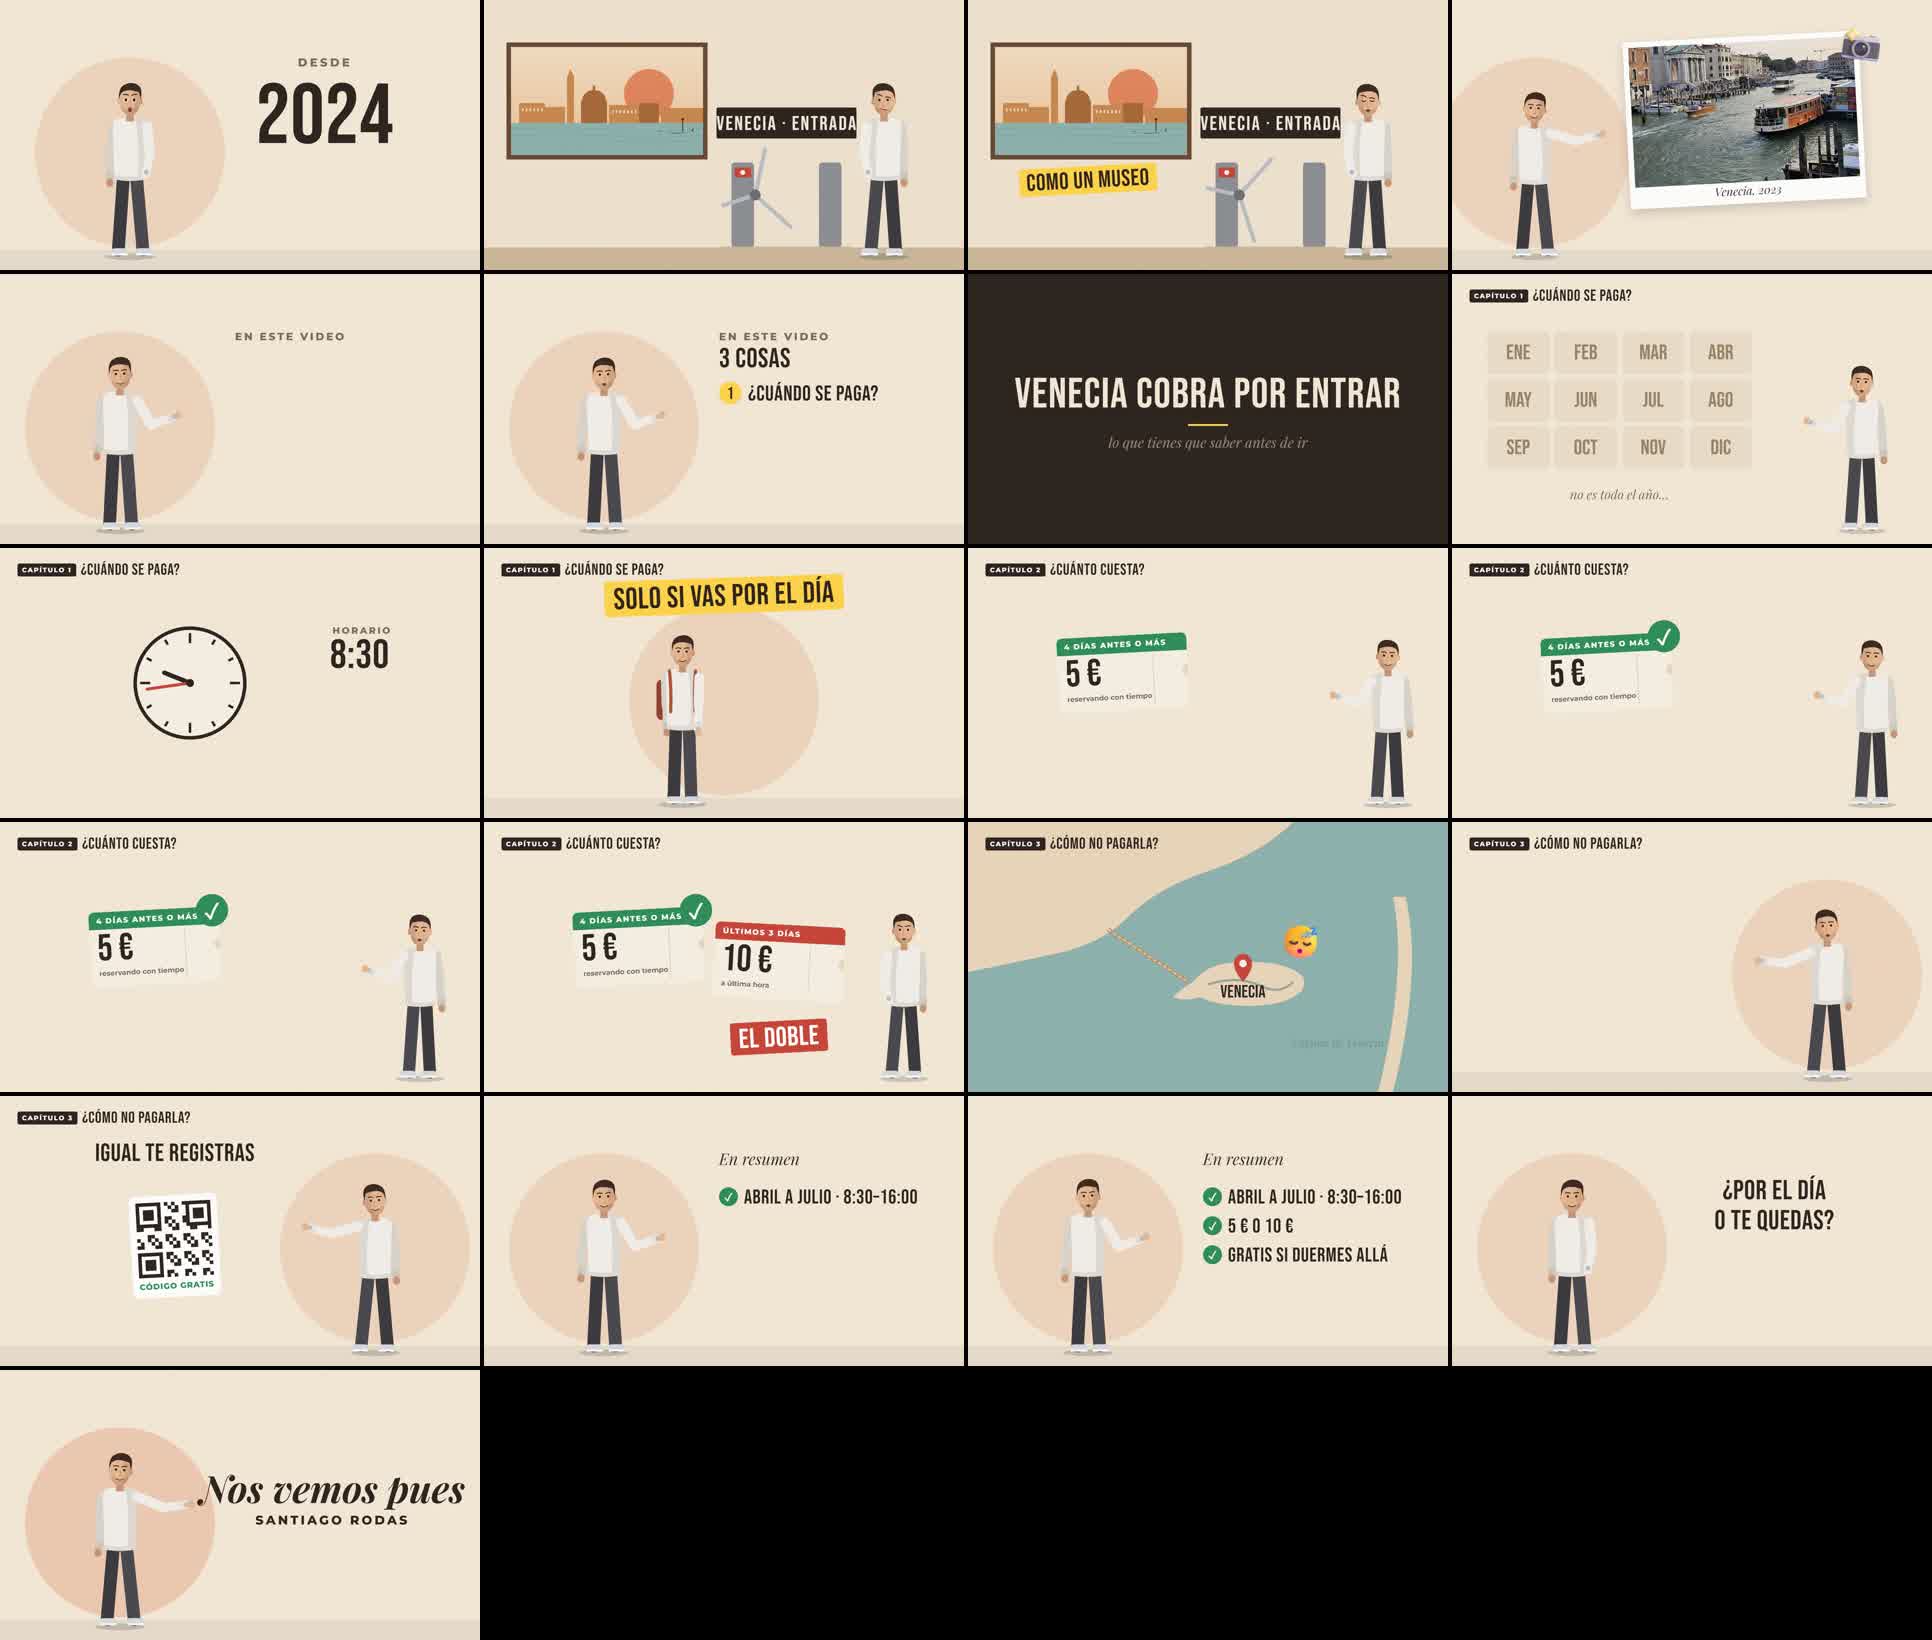 DESDE
2024
VENECIA · ENTRADA
VENECIA · ENTRADA
COMO UN MUSEO
Venecia, 2023
EN ESTE VIDEO
EN ESTE VIDEO
3 COSAS
1 ¿CUÁNDO SE PAGA?
VENECIA COBRA POR ENTRAR
lo que tienes que saber antes de ir
CAPÍTULO 1 ¿CUÁNDO SE PAGA?
ENE FEB MAR ABR
MAY JUN JUL AGO
SEP OCT NOV DIC
no es todo el año...
CAPÍTULO 1 ¿CUÁNDO SE PAGA?
HORARIO
8:30
CAPÍTULO 1 ¿CUÁNDO SE PAGA?
SOLO SI VAS POR EL DÍA
CAPÍTULO 2 ¿CUÁNTO CUESTA?
4 DÍAS ANTES O MÁS
5 €
reservando con tiempo
CAPÍTULO 2 ¿CUÁNTO CUESTA?
4 DÍAS ANTES O MÁS
5 €
reservando con tiempo
CAPÍTULO 2 ¿CUÁNTO CUESTA?
4 DÍAS ANTES O MÁS
5 €
reservando con tiempo
CAPÍTULO 2 ¿CUÁNTO CUESTA?
4 DÍAS ANTES O MÁS
5 €
reservando con tiempo
ÚLTIMOS 3 DÍAS
10 €
a última hora
EL DOBLE
CAPÍTULO 3 ¿CÓMO NO PAGARLA?
VENECIA
CAPÍTULO 3 ¿CÓMO NO PAGARLA?
CAPÍTULO 3 ¿CÓMO NO PAGARLA?
IGUAL TE REGISTRAS
CÓDIGO GRATIS
En resumen
ABRIL A JULIO · 8:30–16:00
En resumen
ABRIL A JULIO · 8:30–16:00
5 € O 10 €
GRATIS SI DUERMES ALLÁ
¿POR EL DÍA
O TE QUEDAS?
Nos vemos pues
SANTIAGO RODAS